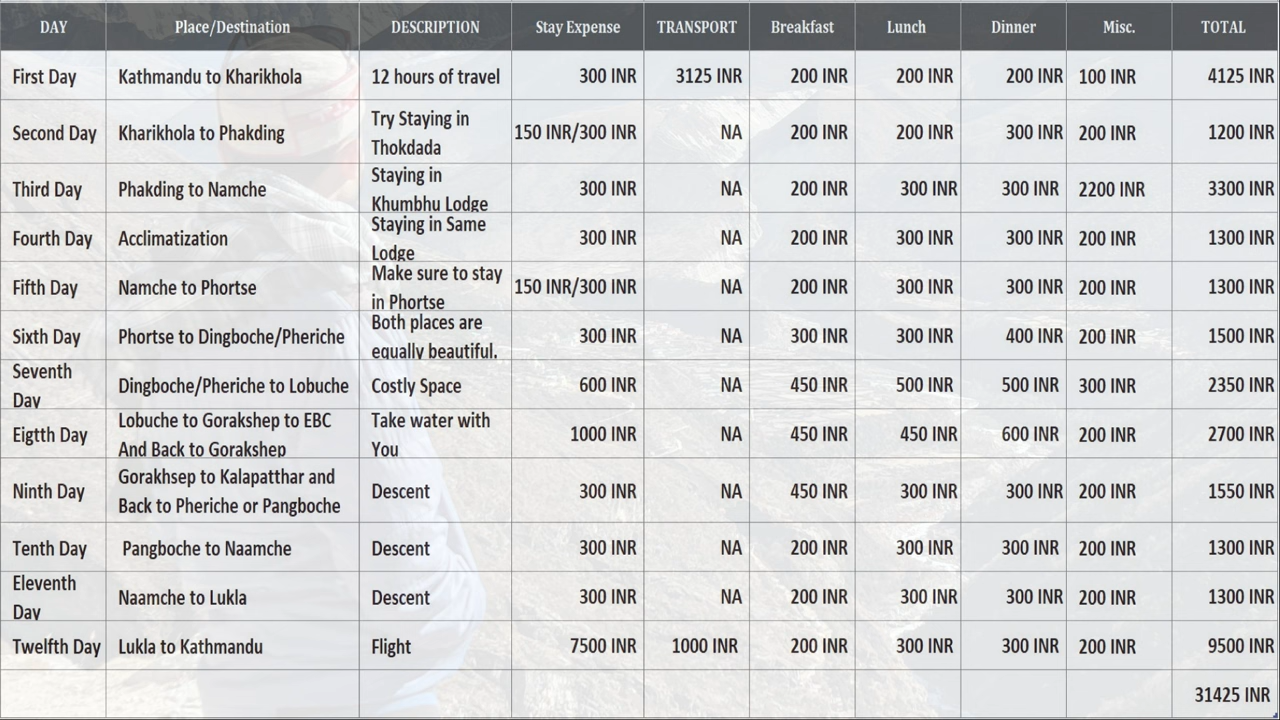 DAY Place/Destination DESCRIPTION Stay Expense TRANSPORT Breakfast Lunch Dinner Misc. TOTAL
First Day Kathmandu to Kharikhola 12 hours of travel 300 INR 3125 INR 200 INR 200 INR 200 INR 100 INR 4125 INR
Second Day Kharikhola to Phakding Try Staying in
Thokdada 150 INR/300 INR NA 200 INR 200 INR 300 INR 200 INR 1200 INR
Third Day Phakding to Namche Staying in
Khumbhu Lodge 300 INR NA 200 INR 300 INR 300 INR 2200 INR 3300 INR
Fourth Day Acclimatization Staying in Same
Lodge 300 INR NA 200 INR 300 INR 300 INR 200 INR 1300 INR
Fifth Day Namche to Phortse Make sure to stay
in Phortse 150 INR/300 INR NA 200 INR 300 INR 300 INR 200 INR 1300 INR
Sixth Day Phortse to Dingboche/Pheriche Both places are
equally beautiful. 300 INR NA 300 INR 300 INR 400 INR 200 INR 1500 INR
Seventh
Day Dingboche/Pheriche to Lobuche Costly Space 600 INR NA 450 INR 500 INR 500 INR 300 INR 2350 INR
Eigtth Day Lobuche to Gorakshep to EBC
And Back to Gorakshep Take water with
You 1000 INR NA 450 INR 450 INR 600 INR 200 INR 2700 INR
Ninth Day Gorakhsep to Kalapatthar and
Back to Pheriche or Pangboche Descent 300 INR NA 450 INR 300 INR 300 INR 200 INR 1550 INR
Tenth Day Pangboche to Naamche Descent 300 INR NA 200 INR 300 INR 300 INR 200 INR 1300 INR
Eleventh
Day Naamche to Lukla Descent 300 INR NA 200 INR 300 INR 300 INR 200 INR 1300 INR
Twelfth Day Lukla to Kathmandu Flight 7500 INR 1000 INR 200 INR 300 INR 300 INR 200 INR 9500 INR
31425 INR